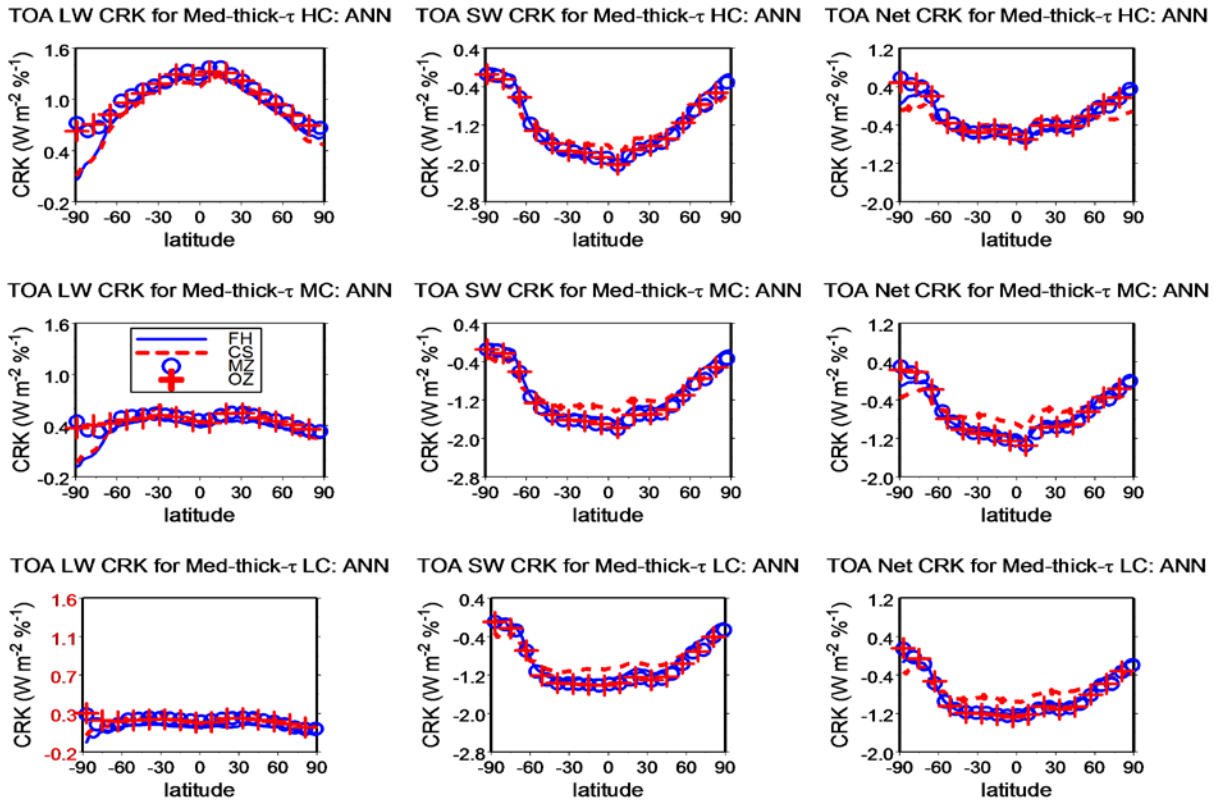 TOA LW CRK for Med-thick-τ HC: ANN
TOA SW CRK for Med-thick-τ HC: ANN
TOA Net CRK for Med-thick-τ HC: ANN
CRK (W m-2 %-1)
1.6
1.0
0.4
-0.2
-90 -60 -30 0 30 60 90
latitude
CRK (W m-2 %-1)
0.4
-0.4
-1.2
-2.0
-2.8
-90 -60 -30 0 30 60 90
latitude
CRK (W m-2 %-1)
1.2
0.4
-0.4
-1.2
-2.0
-90 -60 -30 0 30 60 90
latitude
TOA LW CRK for Med-thick-τ MC: ANN
TOA SW CRK for Med-thick-τ MC: ANN
TOA Net CRK for Med-thick-τ MC: ANN
CRK (W m-2 %-1)
1.6
1.0
0.4
-0.2
FH
CS
MZ
OZ
-90 -60 -30 0 30 60 90
latitude
CRK (W m-2 %-1)
0.4
-0.4
-1.2
-2.0
-2.8
-90 -60 -30 0 30 60 90
latitude
CRK (W m-2 %-1)
1.2
0.4
-0.4
-1.2
-2.0
-90 -60 -30 0 30 60 90
latitude
TOA LW CRK for Med-thick-τ LC: ANN
TOA SW CRK for Med-thick-τ LC: ANN
TOA Net CRK for Med-thick-τ LC: ANN
CRK (W m-2 %-1)
1.6
1.1
0.7
0.3
-0.2
-90 -60 -30 0 30 60 90
latitude
CRK (W m-2 %-1)
0.4
-0.4
-1.2
-2.0
-2.8
-90 -60 -30 0 30 60 90
latitude
CRK (W m-2 %-1)
1.2
0.4
-0.4
-1.2
-2.0
-90 -60 -30 0 30 60 90
latitude